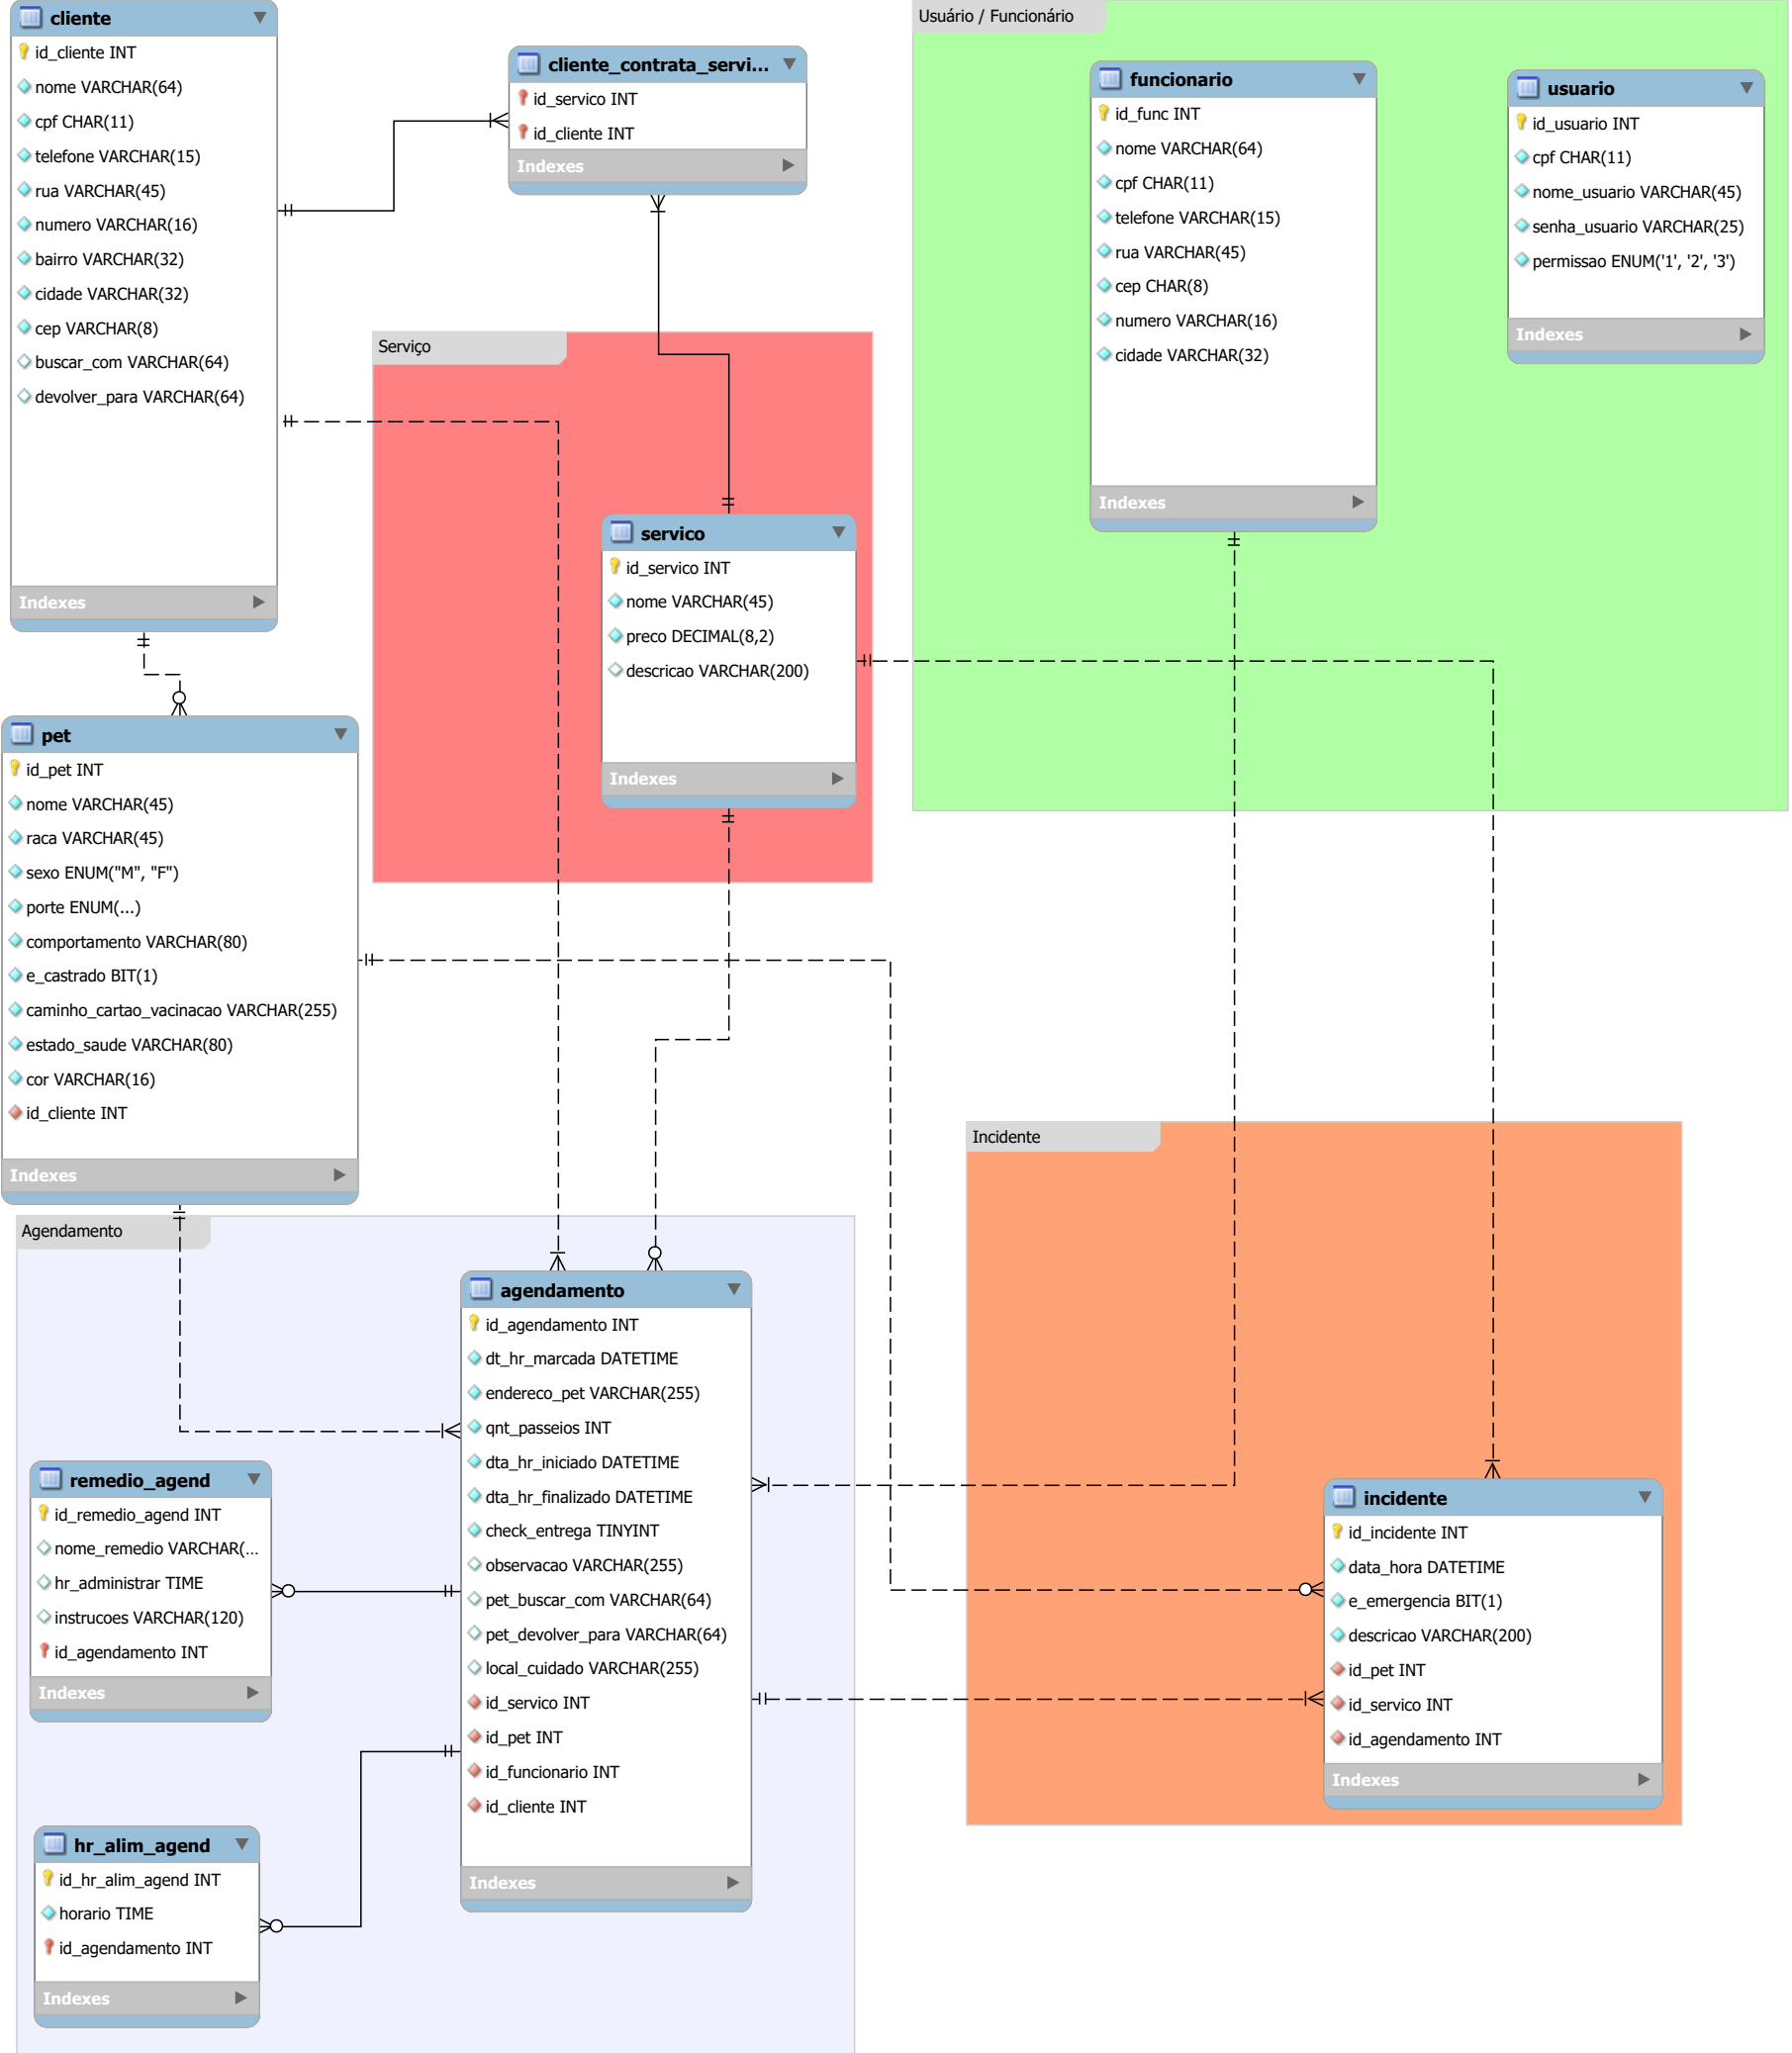 cliente
id_cliente INT
nome VARCHAR(64)
cpf CHAR(11)
telefone VARCHAR(15)
rua VARCHAR(45)
numero VARCHAR(16)
bairro VARCHAR(32)
cidade VARCHAR(32)
cep VARCHAR(8)
buscar_com VARCHAR(64)
devolver_para VARCHAR(64)
Indexes
cliente_contrata_servi...
id_servico INT
id_cliente INT
Indexes
Usuário / Funcionário
funcionario
id_func INT
nome VARCHAR(64)
cpf CHAR(11)
telefone VARCHAR(15)
rua VARCHAR(45)
cep CHAR(8)
numero VARCHAR(16)
cidade VARCHAR(32)
Indexes
usuario
id_usuario INT
cpf CHAR(11)
nome_usuario VARCHAR(45)
senha_usuario VARCHAR(25)
permissao ENUM('1', '2', '3')
Indexes
Serviço
servico
id_servico INT
nome VARCHAR(45)
preco DECIMAL(8,2)
descricao VARCHAR(200)
Indexes
pet
id_pet INT
nome VARCHAR(45)
raca VARCHAR(45)
sexo ENUM("M", "F")
porte ENUM(...)
comportamento VARCHAR(80)
e_castrado BIT(1)
caminho_cartao_vacinacao VARCHAR(255)
estado_saude VARCHAR(80)
cor VARCHAR(16)
id_cliente INT
Indexes
Agendamento
agendamento
id_agendamento INT
dt_hr_marcada DATETIME
endereco_pet VARCHAR(255)
qnt_passeios INT
dta_hr_iniciado DATETIME
dta_hr_finalizado DATETIME
check_entrega TINYINT
observacao VARCHAR(255)
pet_buscar_com VARCHAR(64)
pet_devolver_para VARCHAR(64)
local_cuidado VARCHAR(255)
id_servico INT
id_pet INT
id_funcionario INT
id_cliente INT
Indexes
remedio_agend
id_remedio_agend INT
nome_remedio VARCHAR(...
hr_administrar TIME
instrucoes VARCHAR(120)
id_agendamento INT
Indexes
hr_alim_agend
id_hr_alim_agend INT
horario TIME
id_agendamento INT
Indexes
Incidente
incidente
id_incidente INT
data_hora DATETIME
e_emergencia BIT(1)
descricao VARCHAR(200)
id_pet INT
id_servico INT
id_agendamento INT
Indexes